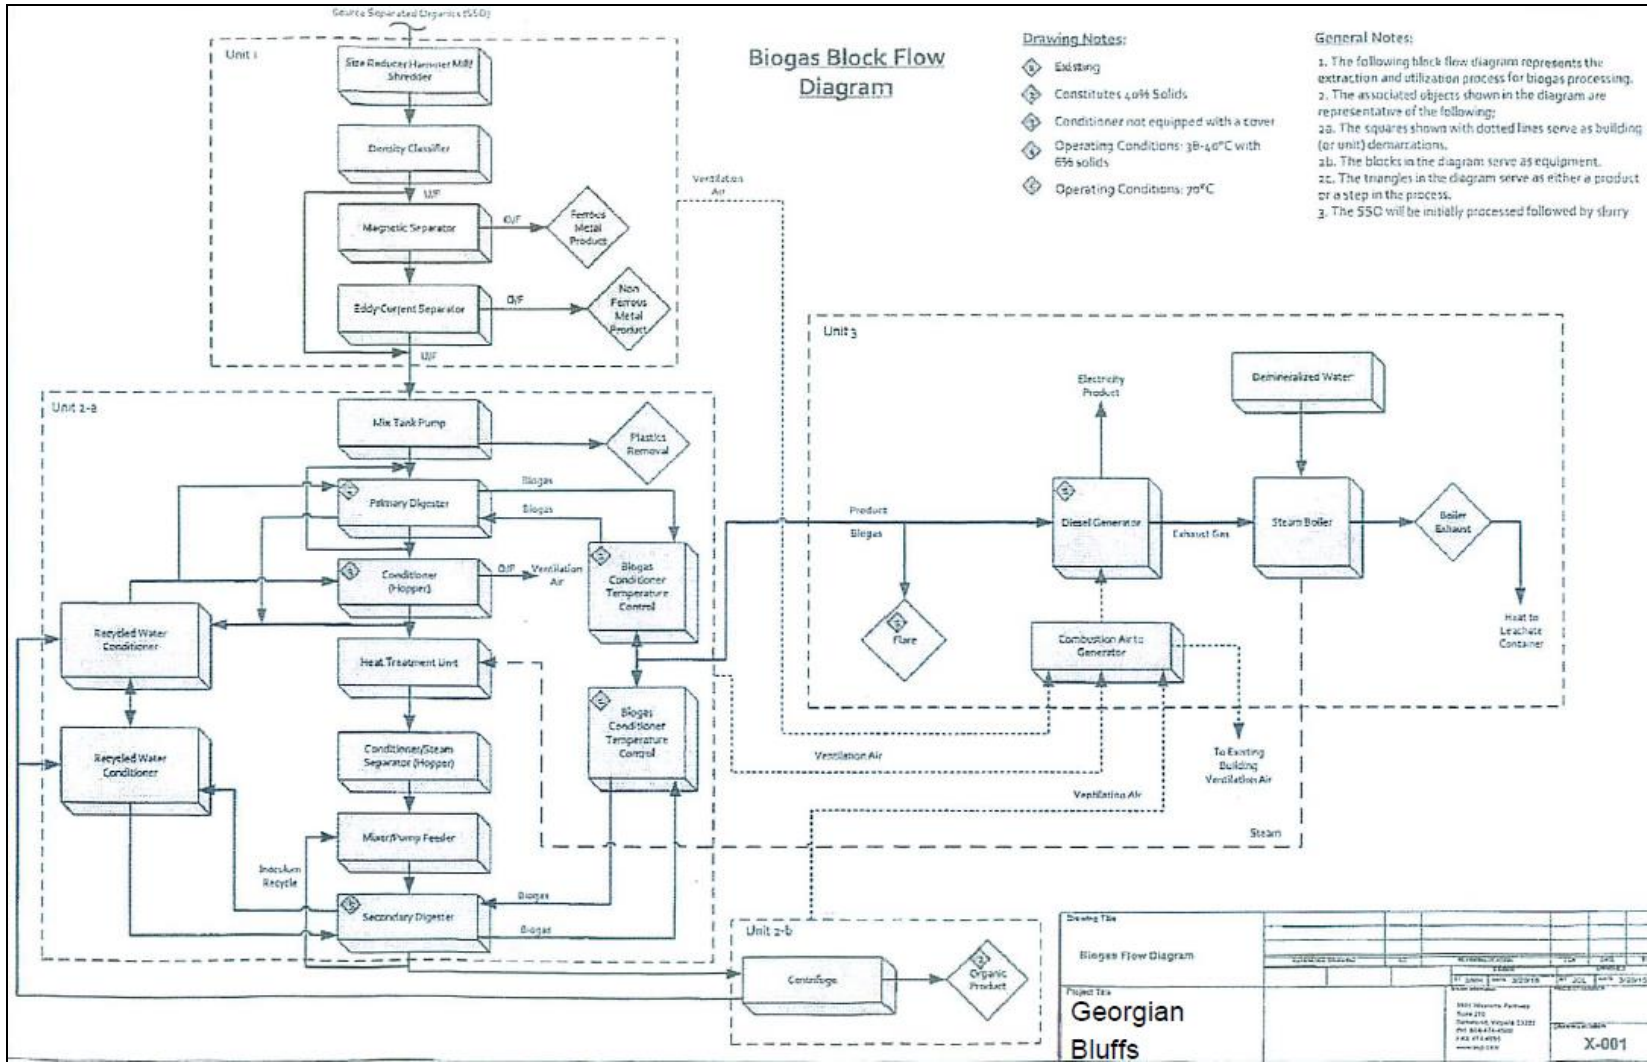 Source Separated Organics (SSO)
Unit 1
Size Reducer Hammer Mill/
Shredder
Density Classifier
U/F
Magnetic Separator
O/F
Ferrous
Metal
Product
Eddy-Current Separator
O/F
Non
Ferrous
Metal
Product
U/F
Biogas Block Flow
Diagram
Drawing Notes:
Existing
Constitutes 40% Solids
Conditioner not equipped with a cover
Operating Conditions: 38-40°C with
6% solids
Operating Conditions: 70°C
General Notes:
1. The following block flow diagram represents the
extraction and utilization process for biogas processing.
2. The associated objects shown in the diagram are
representative of the following:
2a. The squares shown with dotted lines serve as building
(or unit) demarcations.
2b. The blocks in the diagram serve as equipment.
2c. The triangles in the diagram serve as either a product
or a step in the process.
3. The SSO will be initially processed followed by slurry
Ventilation
Air
Unit 2-a
Mix Tank Pump
Plastics
Removal
Primary Digester
Biogas
Biogas
Conditioner
(Hopper)
O/F
Ventilation
Air
Biogas
Conditioner
Temperature
Control
Recycled Water
Conditioner
Heat Treatment Unit
Biogas
Conditioner
Temperature
Control
Recycled Water
Conditioner
Conditioner/Steam
Separator (Hopper)
Mixer/Pump Feeder
Inoculum
Recycle
Secondary Digester
Biogas
Biogas
Unit 3
Electricity
Product
Demineralized Water
Product
Biogas
Diesel Generator
Exhaust Gas
Steam Boiler
Boiler
Exhaust
Flare
Combustion Air to
Generator
Heat to
Leachate
Container
Ventilation Air
To Existing
Building
Ventilation Air
Ventilation Air
Steam
Unit 2-b
Centrifuge
Organic
Product
Drawing Title
Biogas Flow Diagram
Project Title
Georgian
Bluffs
X-001